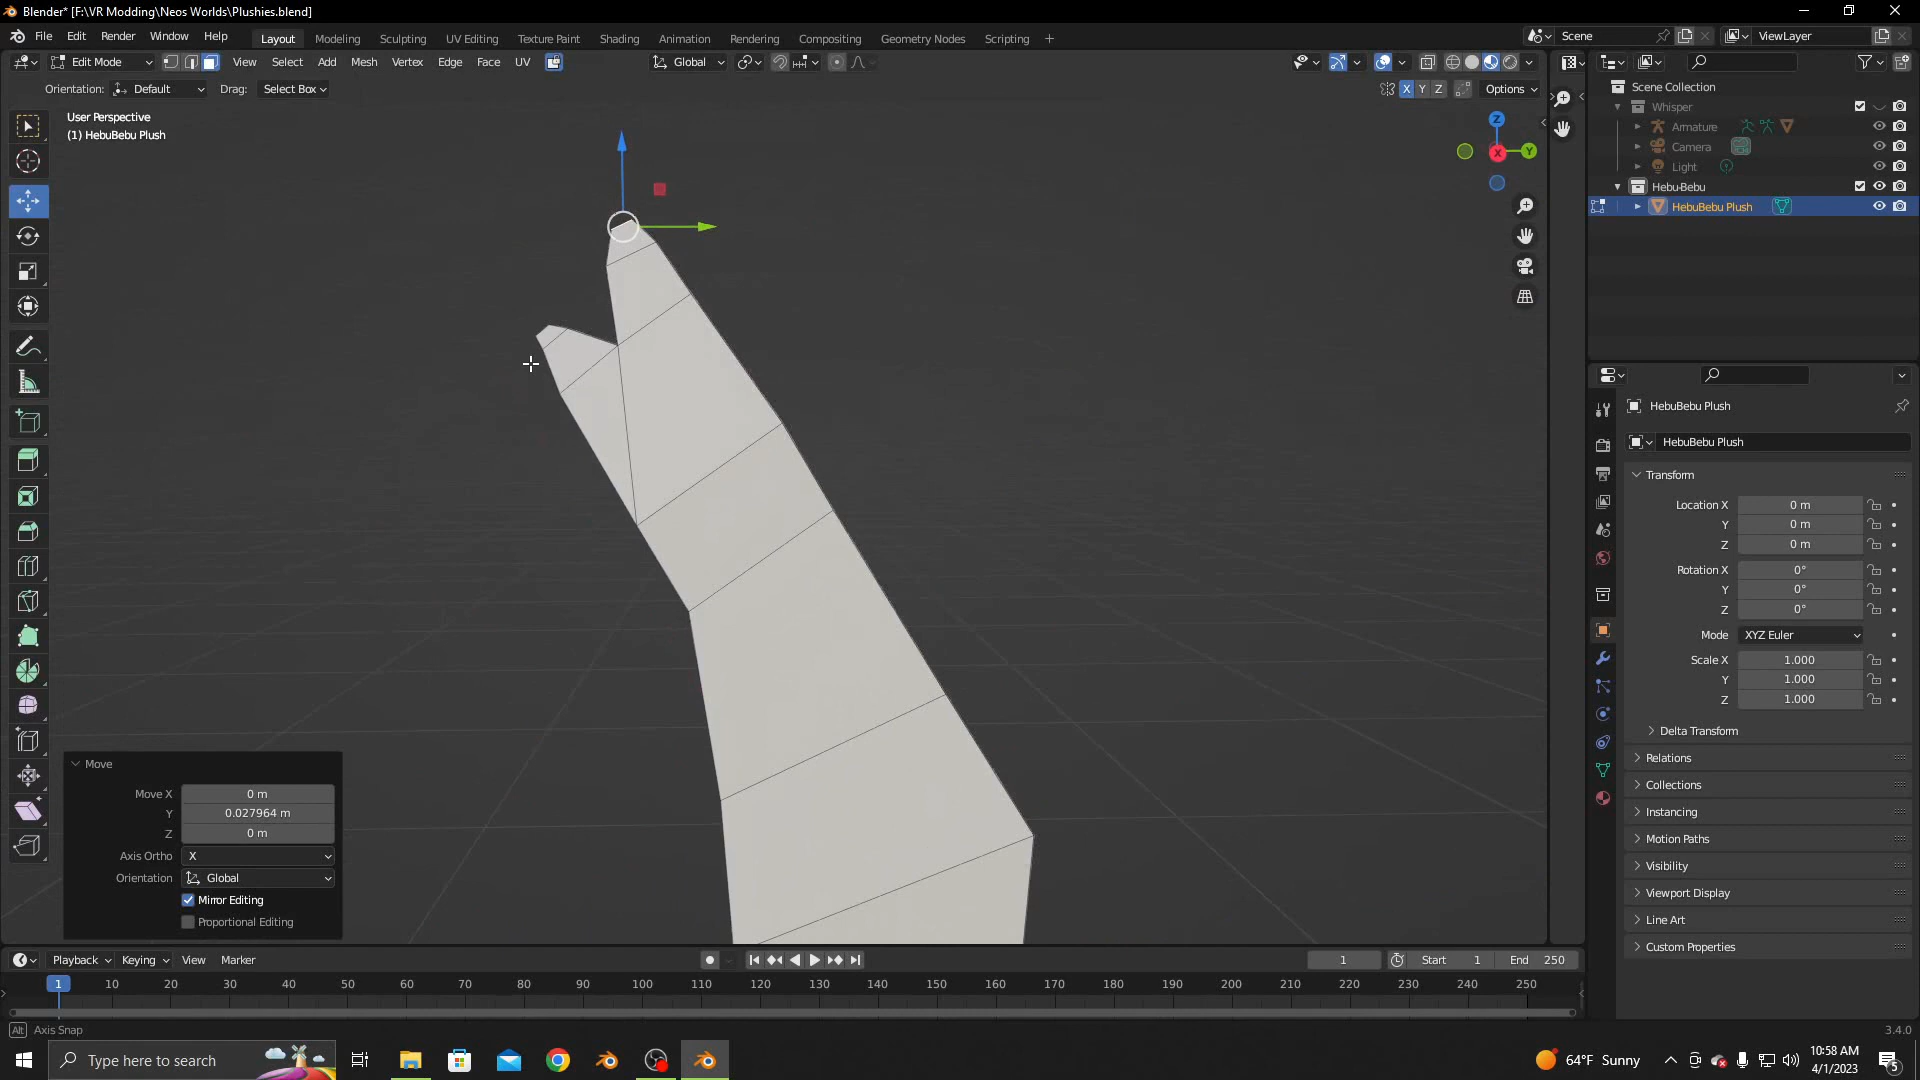 Blender* [F:\VR Modding\Neos Worlds\Plushies.blend]
File Edit Render Window Help Layout Modeling Sculpting UV Editing Texture Paint Shading Animation Rendering Compositing Geometry Nodes Scripting + Scene ViewLayer
Edit Mode View Select Add Mesh Vertex Edge Face UV Global
Orientation: Default Drag: Select Box X Y Z Options
User Perspective
(1) HebuBebu Plush
Z
X
Y
Scene Collection
Whisper
Armature
Camera
Light
Hebu-Bebu
HebuBebu Plush
HebuBebu Plush
HebuBebu Plush
Transform
Location X 0 m
Y 0 m
Z 0 m
Rotation X 0°
Y 0°
Z 0°
Mode XYZ Euler
Scale X 1.000
Y 1.000
Z 1.000
Delta Transform
Relations
Collections
Instancing
Motion Paths
Visibility
Viewport Display
Line Art
Custom Properties
Move
Move X 0 m
Y 0.027964 m
Z 0 m
Axis Ortho X
Orientation Global
Mirror Editing
Proportional Editing
Playback Keying View Marker 1 Start 1 End 250
1 10 20 30 40 50 60 70 80 90 100 110 120 130 140 150 160 170 180 190 200 210 220 230 240 250
Alt Axis Snap 3.4.0
Type here to search
64°F Sunny
10:58 AM
4/1/2023
5